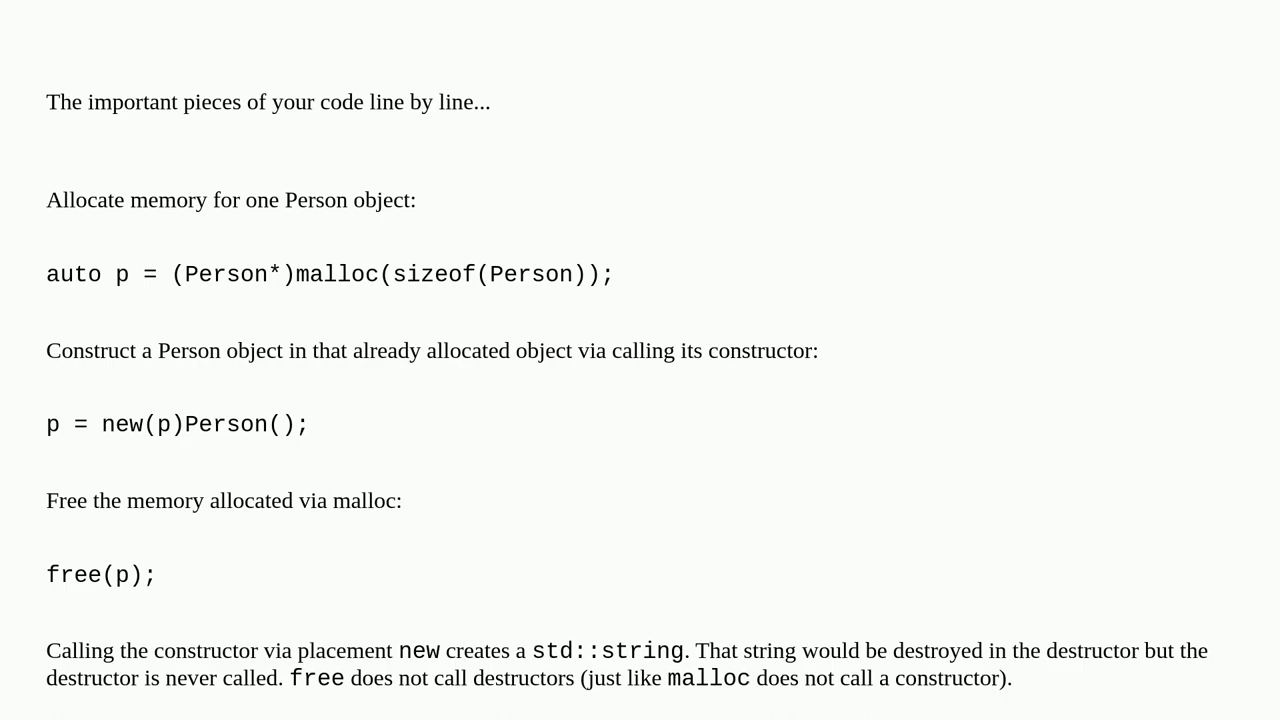 The important pieces of your code line by line...
Allocate memory for one Person object:
auto p = (Person*)malloc(sizeof(Person));
Construct a Person object in that already allocated object via calling its constructor:
p = new(p)Person();
Free the memory allocated via malloc:
free(p);
Calling the constructor via placement new creates a std::string. That string would be destroyed in the destructor but the
destructor is never called. free does not call destructors (just like malloc does not call a constructor).